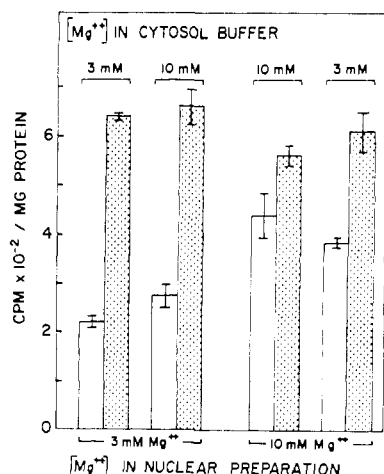 [Mg++] IN CYTOSOL BUFFER
3 mM 10 mM 10 mM 3 mM
6
4
2
0
CPM x 10-2 / MG PROTEIN
3 mM Mg++ 10 mM Mg++
[Mg++] IN NUCLEAR PREPARATION